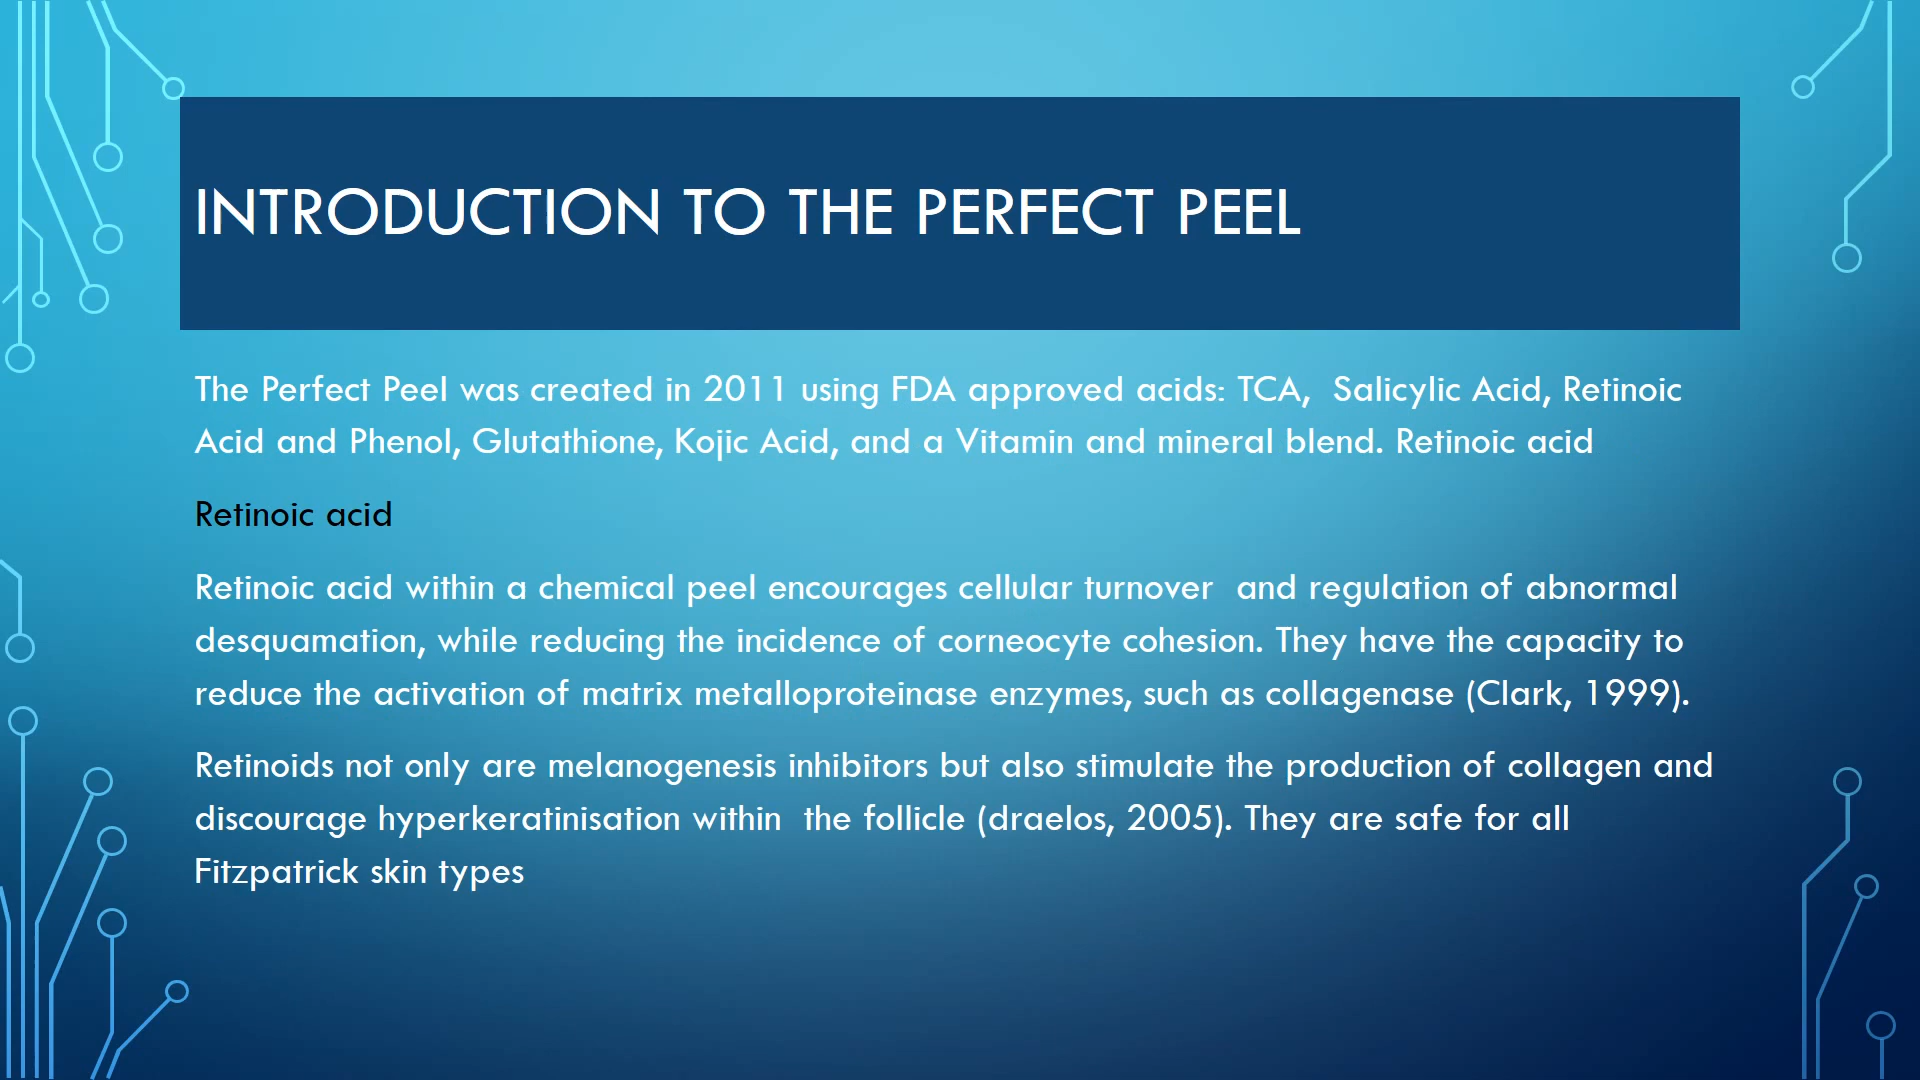 INTRODUCTION TO THE PERFECT PEEL
The Perfect Peel was created in 2011 using FDA approved acids: TCA,  Salicylic Acid, Retinoic
Acid and Phenol, Glutathione, Kojic Acid, and a Vitamin and mineral blend. Retinoic acid
Retinoic acid
Retinoic acid within a chemical peel encourages cellular turnover  and regulation of abnormal
desquamation, while reducing the incidence of corneocyte cohesion. They have the capacity to
reduce the activation of matrix metalloproteinase enzymes, such as collagenase (Clark, 1999).
Retinoids not only are melanogenesis inhibitors but also stimulate the production of collagen and
discourage hyperkeratinisation within  the follicle (draelos, 2005). They are safe for all
Fitzpatrick skin types